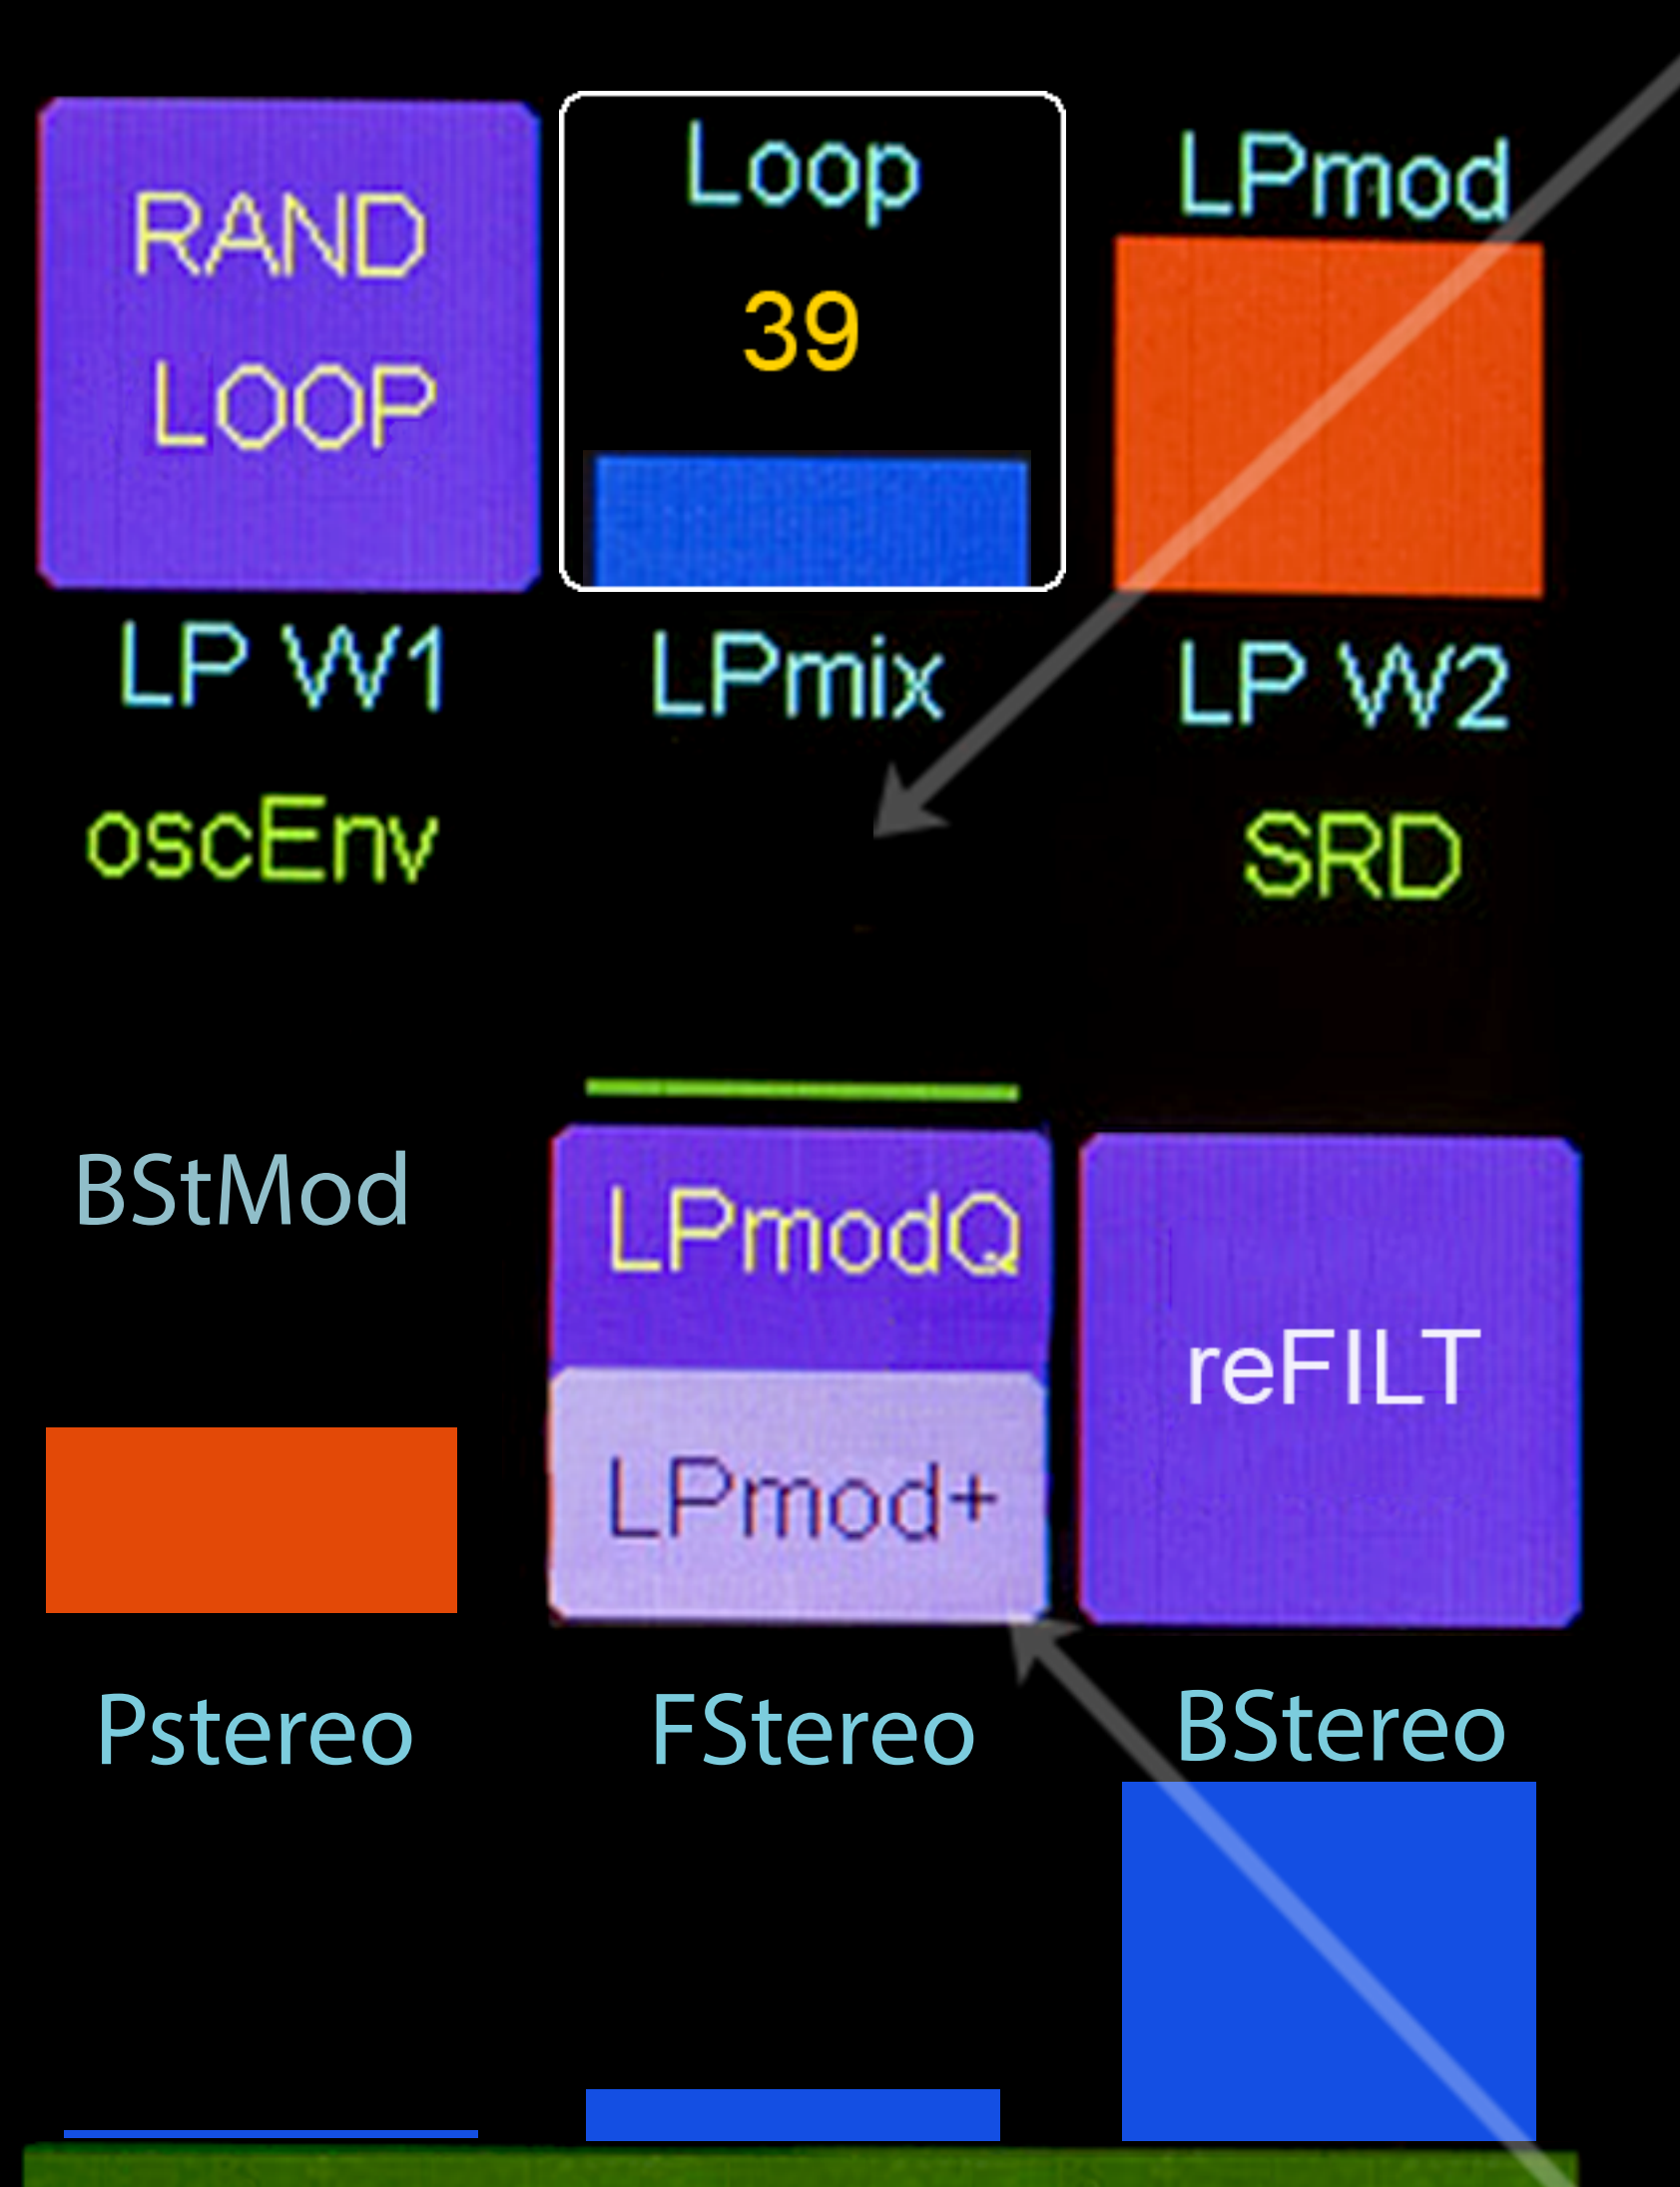 RAND
LOOP
Loop
39
LPmod
LP W1
LPmix
LP W2
oscEnv
SRD
BStMod
LPmodQ
LPmod+
reFILT
Pstereo
FStereo
BStereo